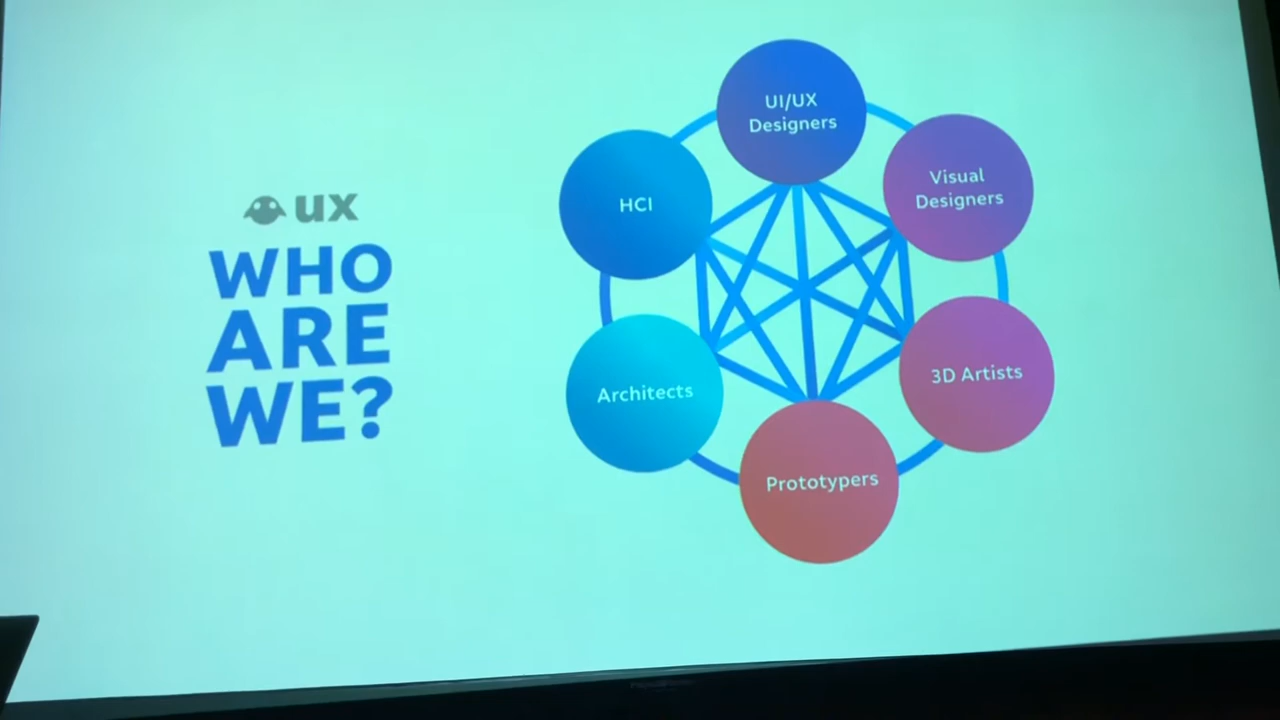 ux
WHO
ARE
WE?
UI/UX
Designers
Visual
Designers
HCI
3D Artists
Architects
Prototypers